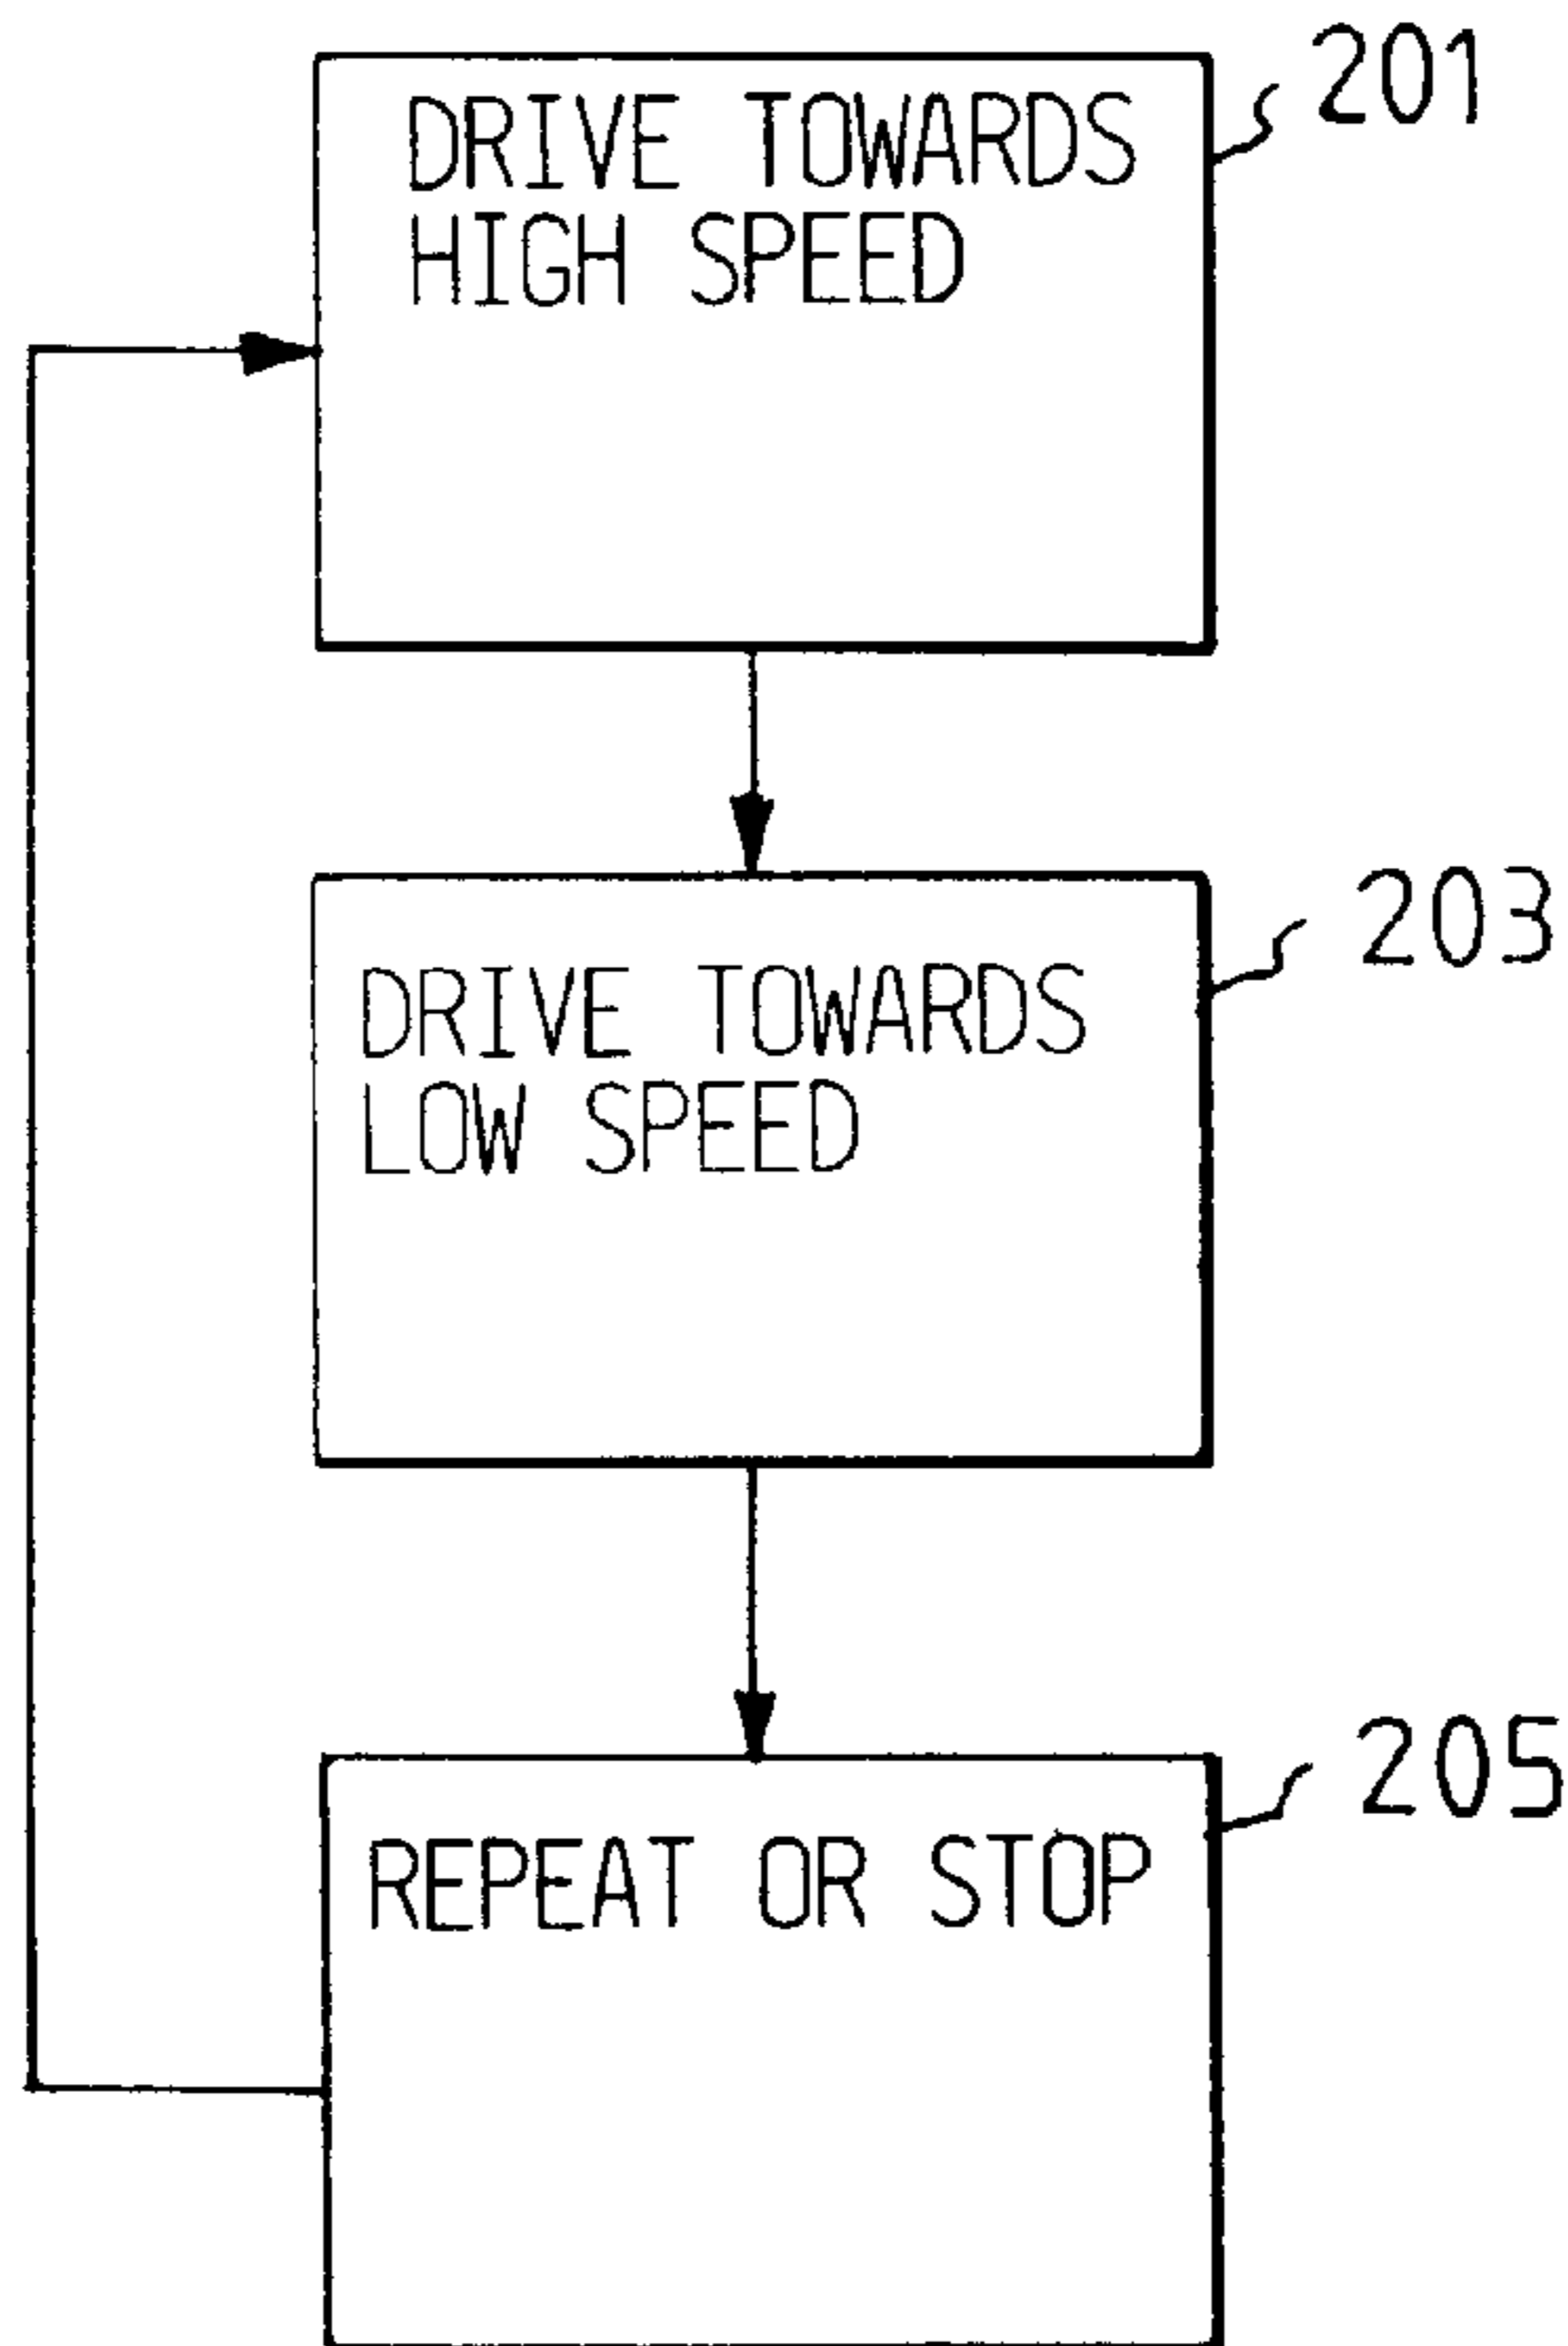 201
DRIVE TOWARDS
HIGH SPEED
203
DRIVE TOWARDS
LOW SPEED
205
REPEAT OR STOP